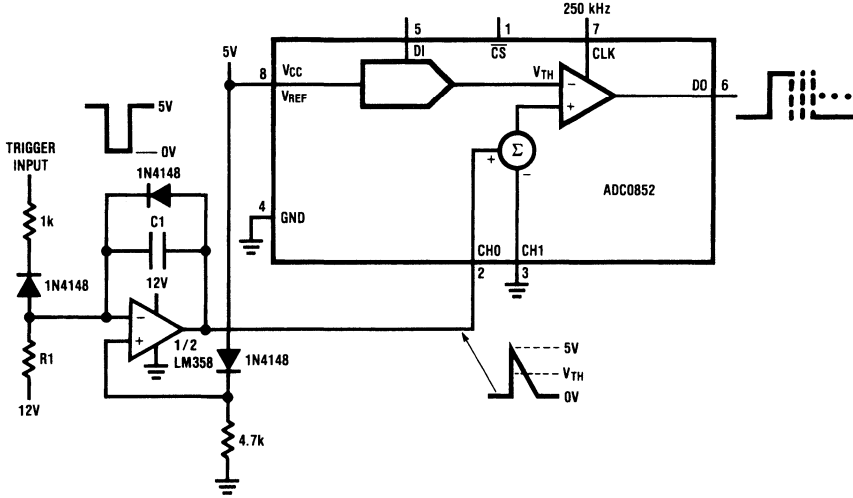 250 kHz
5
1
7
DI
CS
CLK
5V
8
VCC
VREF
VTH
−
+
DO
6
5V
0V
TRIGGER
INPUT
1N4148
+
Σ
−
ADC0852
1k
C1
4
GND
1N4148
12V
CH0
CH1
2
3
−
+
1/2
LM358
1N4148
R1
12V
5V
VTH
0V
4.7k